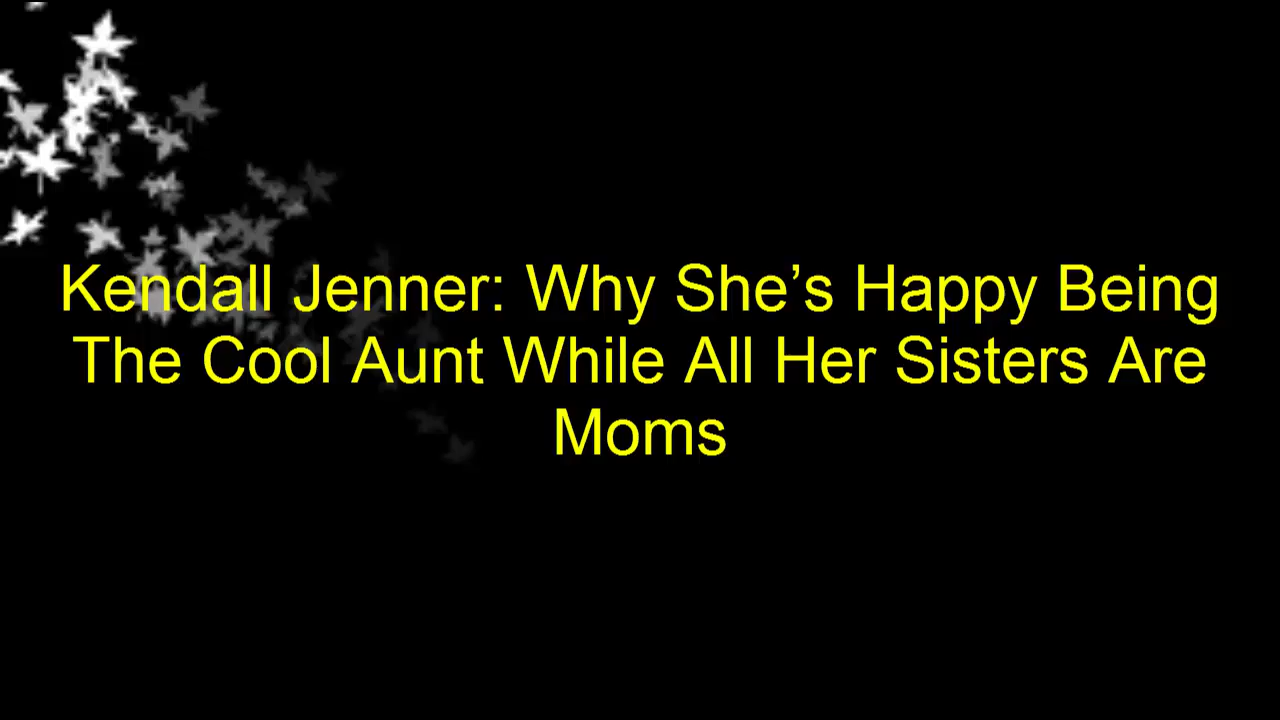 Kendall Jenner: Why She’s Happy Being
The Cool Aunt While All Her Sisters Are
Moms